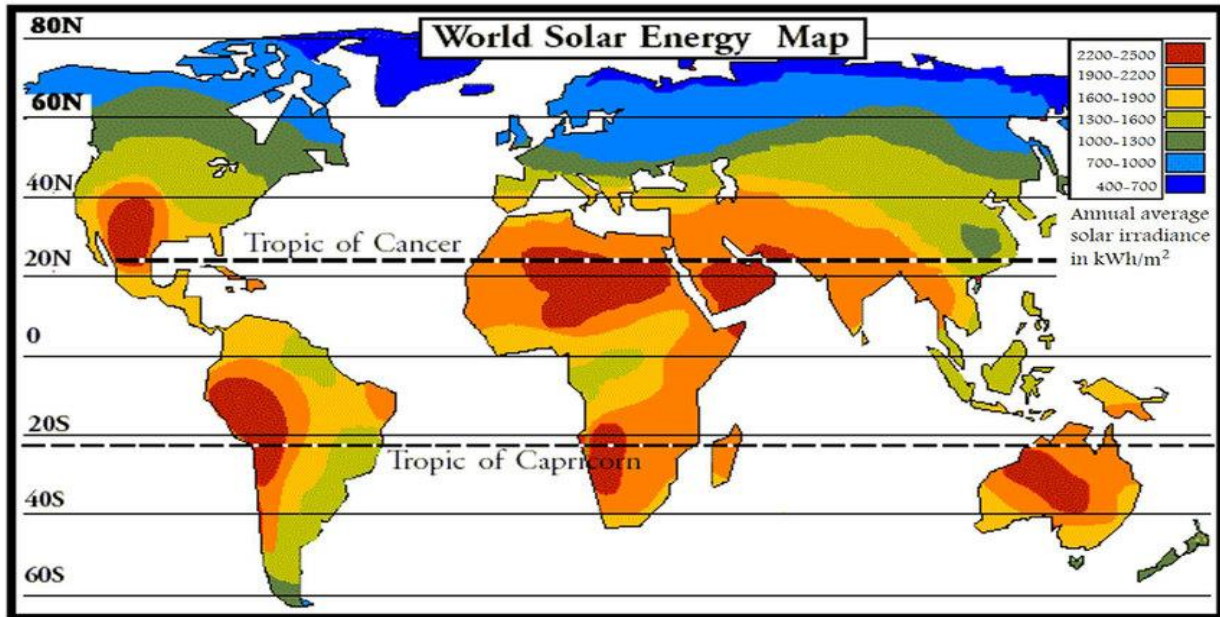 80N
World Solar Energy Map
2200-2500
1900-2200
1600-1900
1300-1600
1000-1300
700-1000
400-700
60N
40N
Annual average
solar irradiance
in kWh/m²
Tropic of Cancer
20N
0
20S
Tropic of Capricorn
40S
60S